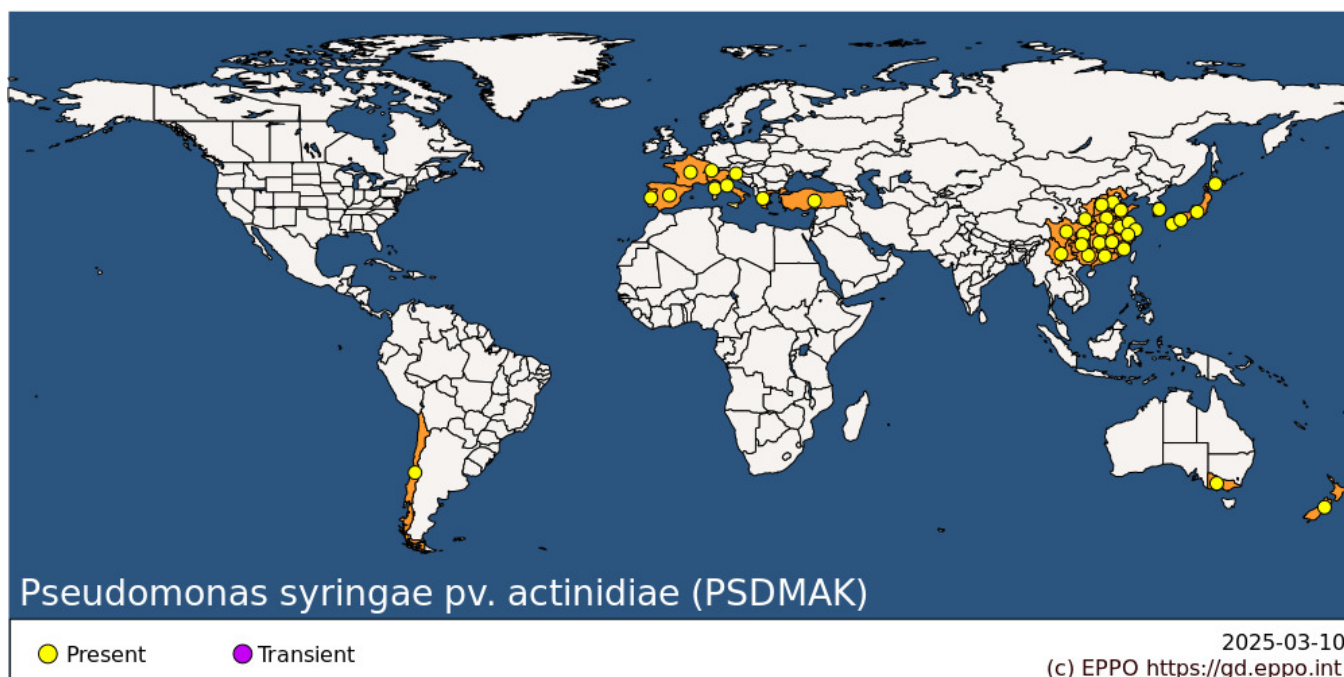 Pseudomonas syringae pv. actinidiae (PSDMAK)
Present
Transient
2025-03-10
(c) EPPO https://gd.eppo.int